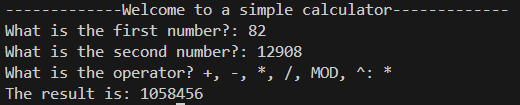 -------------Welcome to a simple calculator-------------
What is the first number?: 82
What is the second number?: 12908
What is the operator? +, -, *, /, MOD, ^: *
The result is: 1058456